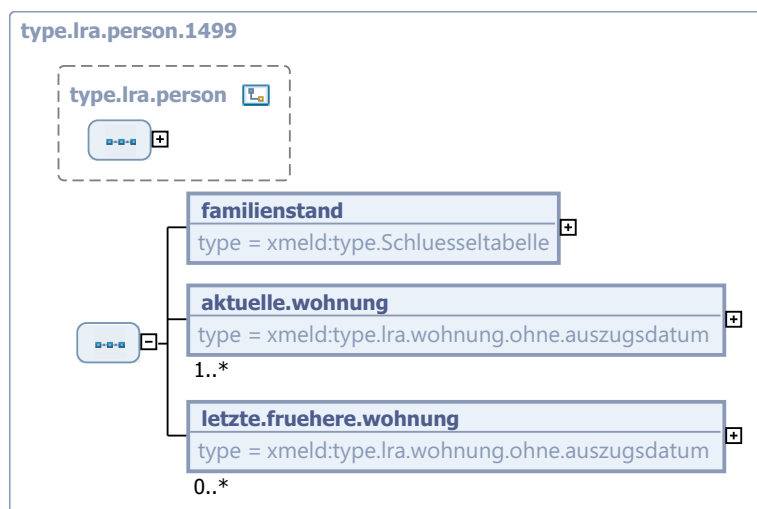 type.lra.person.1499
type.lra.person
familienstand
type = xmeld:type.Schluesseltabelle
aktuelle.wohnung
type = xmeld:type.lra.wohnung.ohne.auszugsdatum
1..*
letzte.fruehere.wohnung
type = xmeld:type.lra.wohnung.ohne.auszugsdatum
0..*